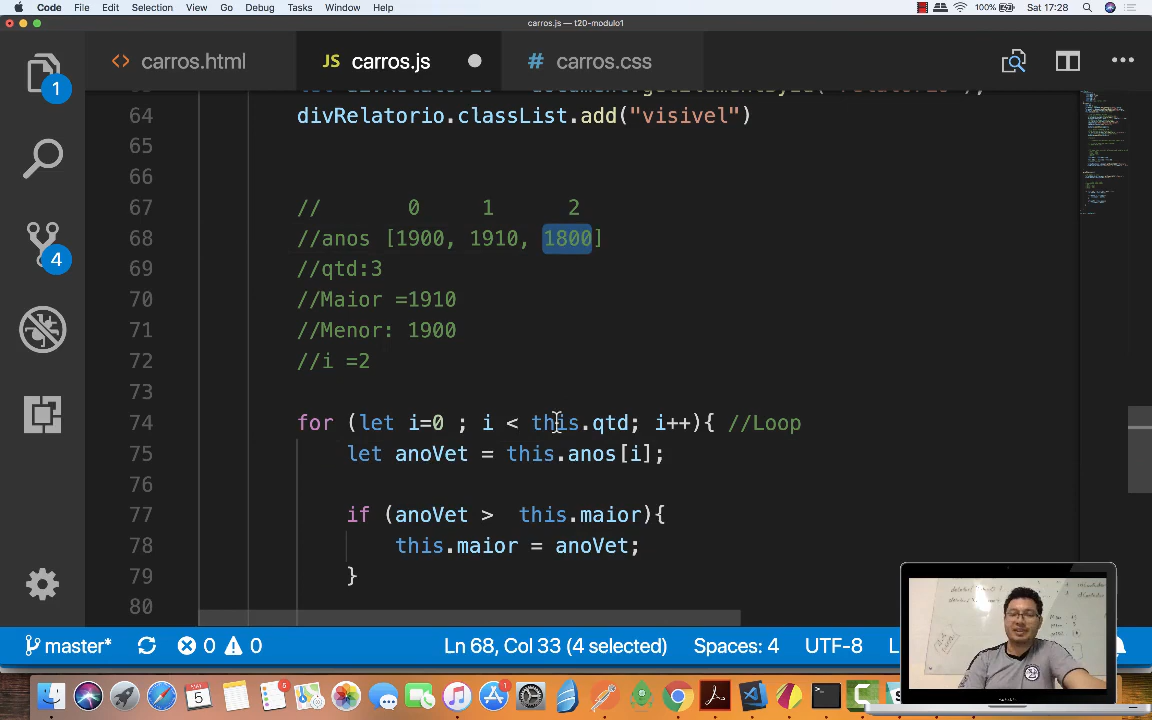 Code File Edit Selection View Go Debug Tasks Window Help 100% Sat 17:28
carros.js — t20-modulo1
carros.html JS carros.js # carros.css
64 divRelatorio.classList.add("visivel")
65
66
67 // 0 1 2
68 //anos [1900, 1910, 1800]
69 //qtd:3
70 //Maior =1910
71 //Menor: 1900
72 //i =2
73
74 for (let i=0 ; i < this.qtd; i++){ //Loop
75 let anoVet = this.anos[i];
76
77 if (anoVet > this.maior){
78 this.maior = anoVet;
79 }
80
1
4
master* 0 0 Ln 68, Col 33 (4 selected) Spaces: 4 UTF-8